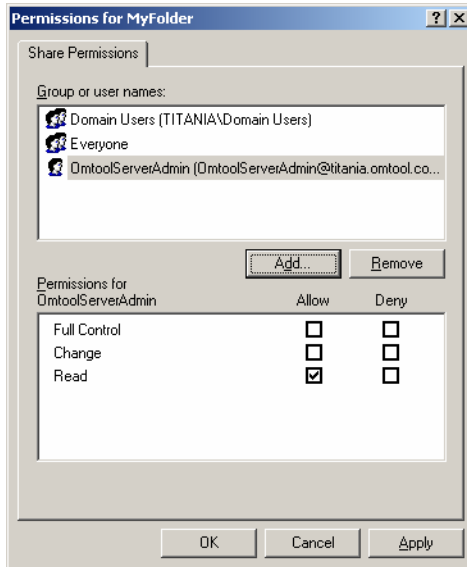 Permissions for MyFolder
Share Permissions
Group or user names:
Domain Users (TITANIA\Domain Users)
Everyone
OmtoolServerAdmin (OmtoolServerAdmin@titania.omtool.co...
Add... Remove
Permissions for
OmtoolServerAdmin Allow Deny
Full Control
Change
Read
OK Cancel Apply